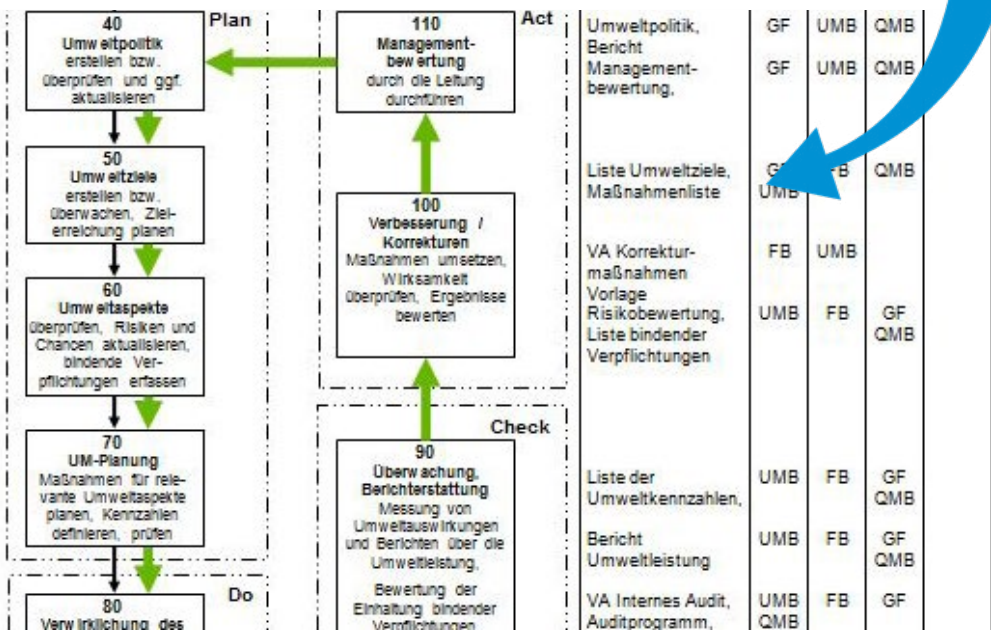 Plan
40
Umweltpolitik
erstellen bzw.
überprüfen und ggf.
aktualisieren
50
Umweltziele
erstellen bzw.
überwachen, Ziel-
erreichung planen
60
Umweltaspekte
überprüfen, Risiken und
Chancen aktualisieren,
bindende Ver-
pflichtungen erfassen
70
UM-Planung
Maßnahmen für rele-
vante Umweltaspekte
planen, Kennzahlen
definieren, prüfen
Do
80
Verwirklichung des
Act
110
Management-
bewertung
durch die Leitung
durchführen
100
Verbesserung /
Korrekturen
Maßnahmen umsetzen,
Wirksamkeit
überprüfen, Ergebnisse
bewerten
Check
90
Überwachung,
Berichterstattung
Messung von
Umweltauswirkungen
und Berichten über die
Umweltleistung,
Bewertung der
Einhaltung bindender
Verpflichtungen
Umweltpolitik, GF UMB QMB
Bericht
Management- GF UMB QMB
bewertung,
Liste Umweltziele, QMB
Maßnahmenliste UMB
VA Korrektur- FB UMB
maßnahmen
Vorlage
Risikobewertung, UMB FB GF
Liste bindender QMB
Verpflichtungen
Liste der UMB FB GF
Umweltkennzahlen, QMB
Bericht UMB FB GF
Umweltleistung QMB
VA Internes Audit, UMB FB GF
Auditprogramm, QMB